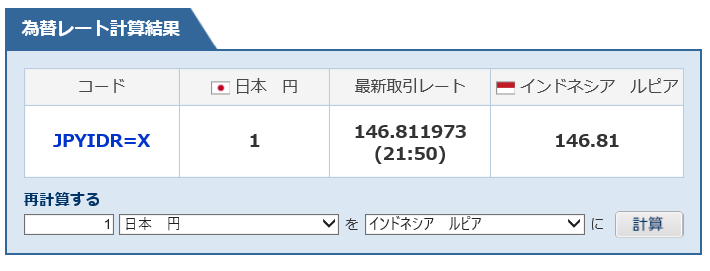 為替レート計算結果
コード 日本　円 最新取引レート インドネシア　ルピア
JPYIDR=X 1 146.811973 146.81
(21:50)
再計算する
1 日本　円 を インドネシア　ルピア に 計算